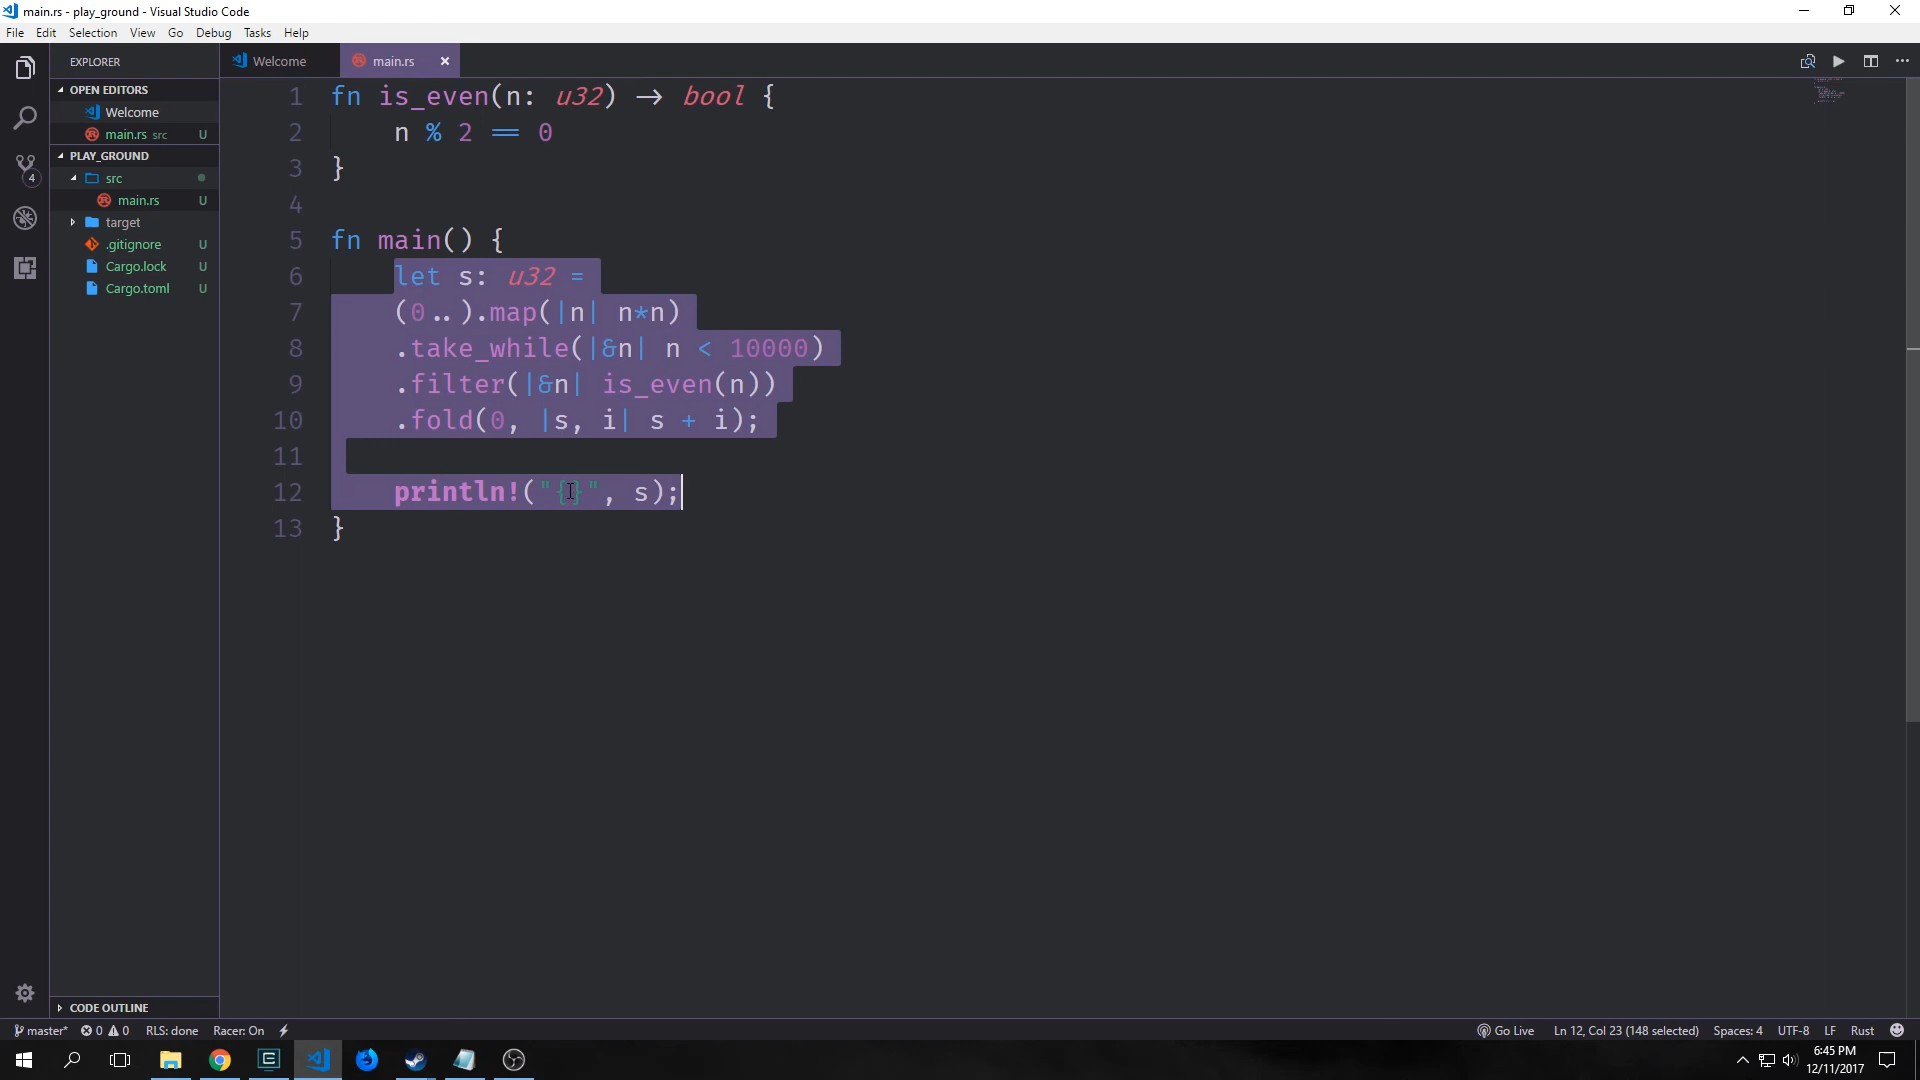 main.rs - play_ground - Visual Studio Code
File Edit Selection View Go Debug Tasks Help
EXPLORER
OPEN EDITORS
Welcome
main.rs src U
PLAY_GROUND
src
main.rs U
target
.gitignore U
Cargo.lock U
Cargo.toml U
CODE OUTLINE
4
Welcome
main.rs
1 fn is_even(n: u32) -> bool {
2 n % 2 == 0
3 }
4
5 fn main() {
6 let s: u32 =
7 (0..).map(|n| n*n)
8 .take_while(|&n| n < 10000)
9 .filter(|&n| is_even(n))
10 .fold(0, |s, i| s + i);
11
12 println!("{}", s);
13 }
master* 0 0 RLS: done Racer: On
Go Live Ln 12, Col 23 (148 selected) Spaces: 4 UTF-8 LF Rust
6:45 PM
12/11/2017